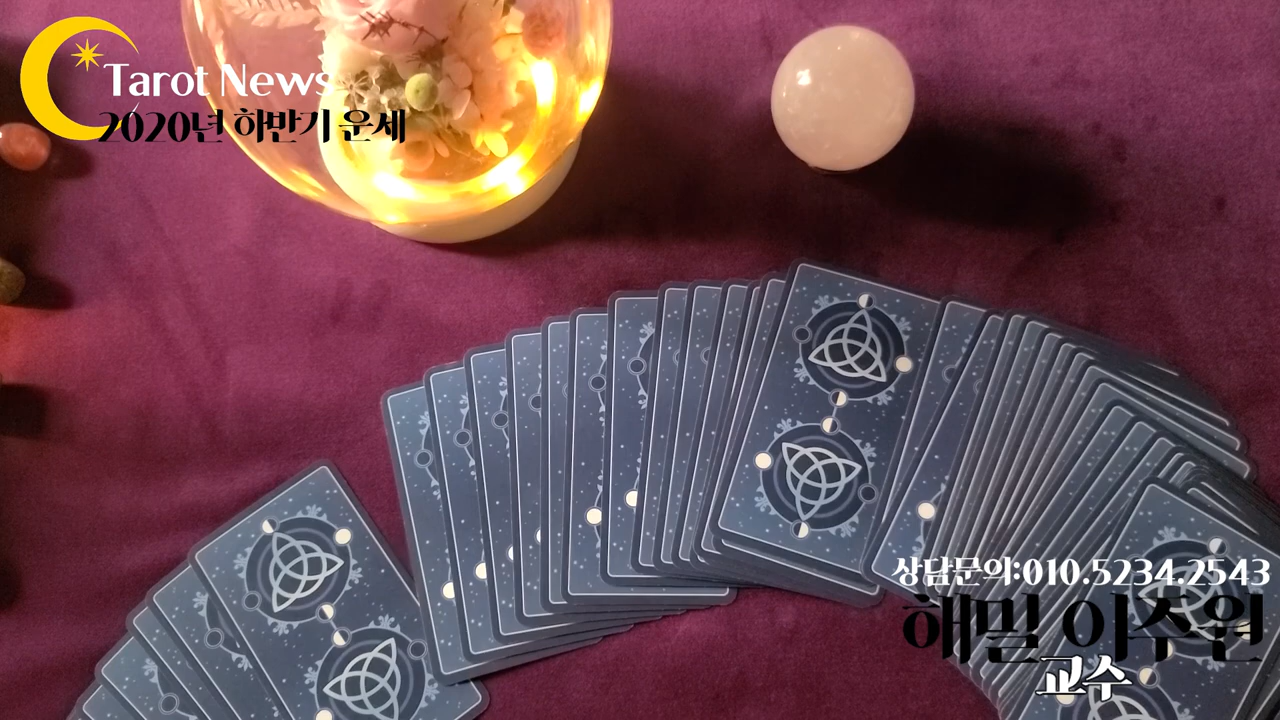 Tarot News
2020년 하반기 운세
상담문의:010.5234.2543
해밀 이주원
교수